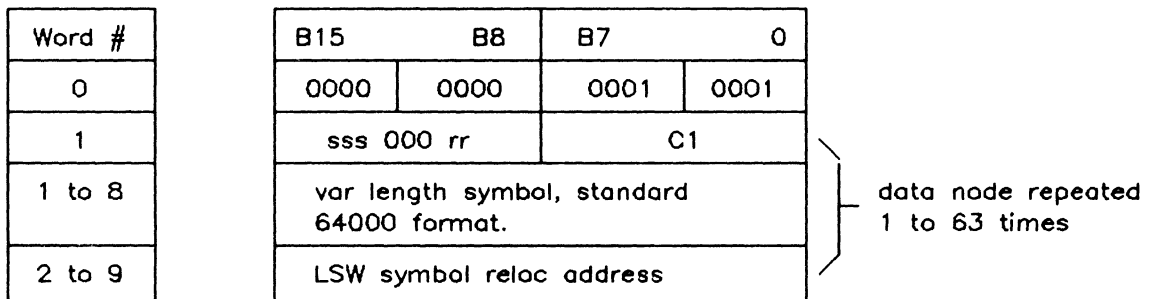 Word # B15 B8 B7 0
0 0000 0000 0001 0001
1 sss 000 rr C1
1 to 8 var length symbol, standard data node repeated
64000 format. 1 to 63 times
2 to 9 LSW symbol reloc address